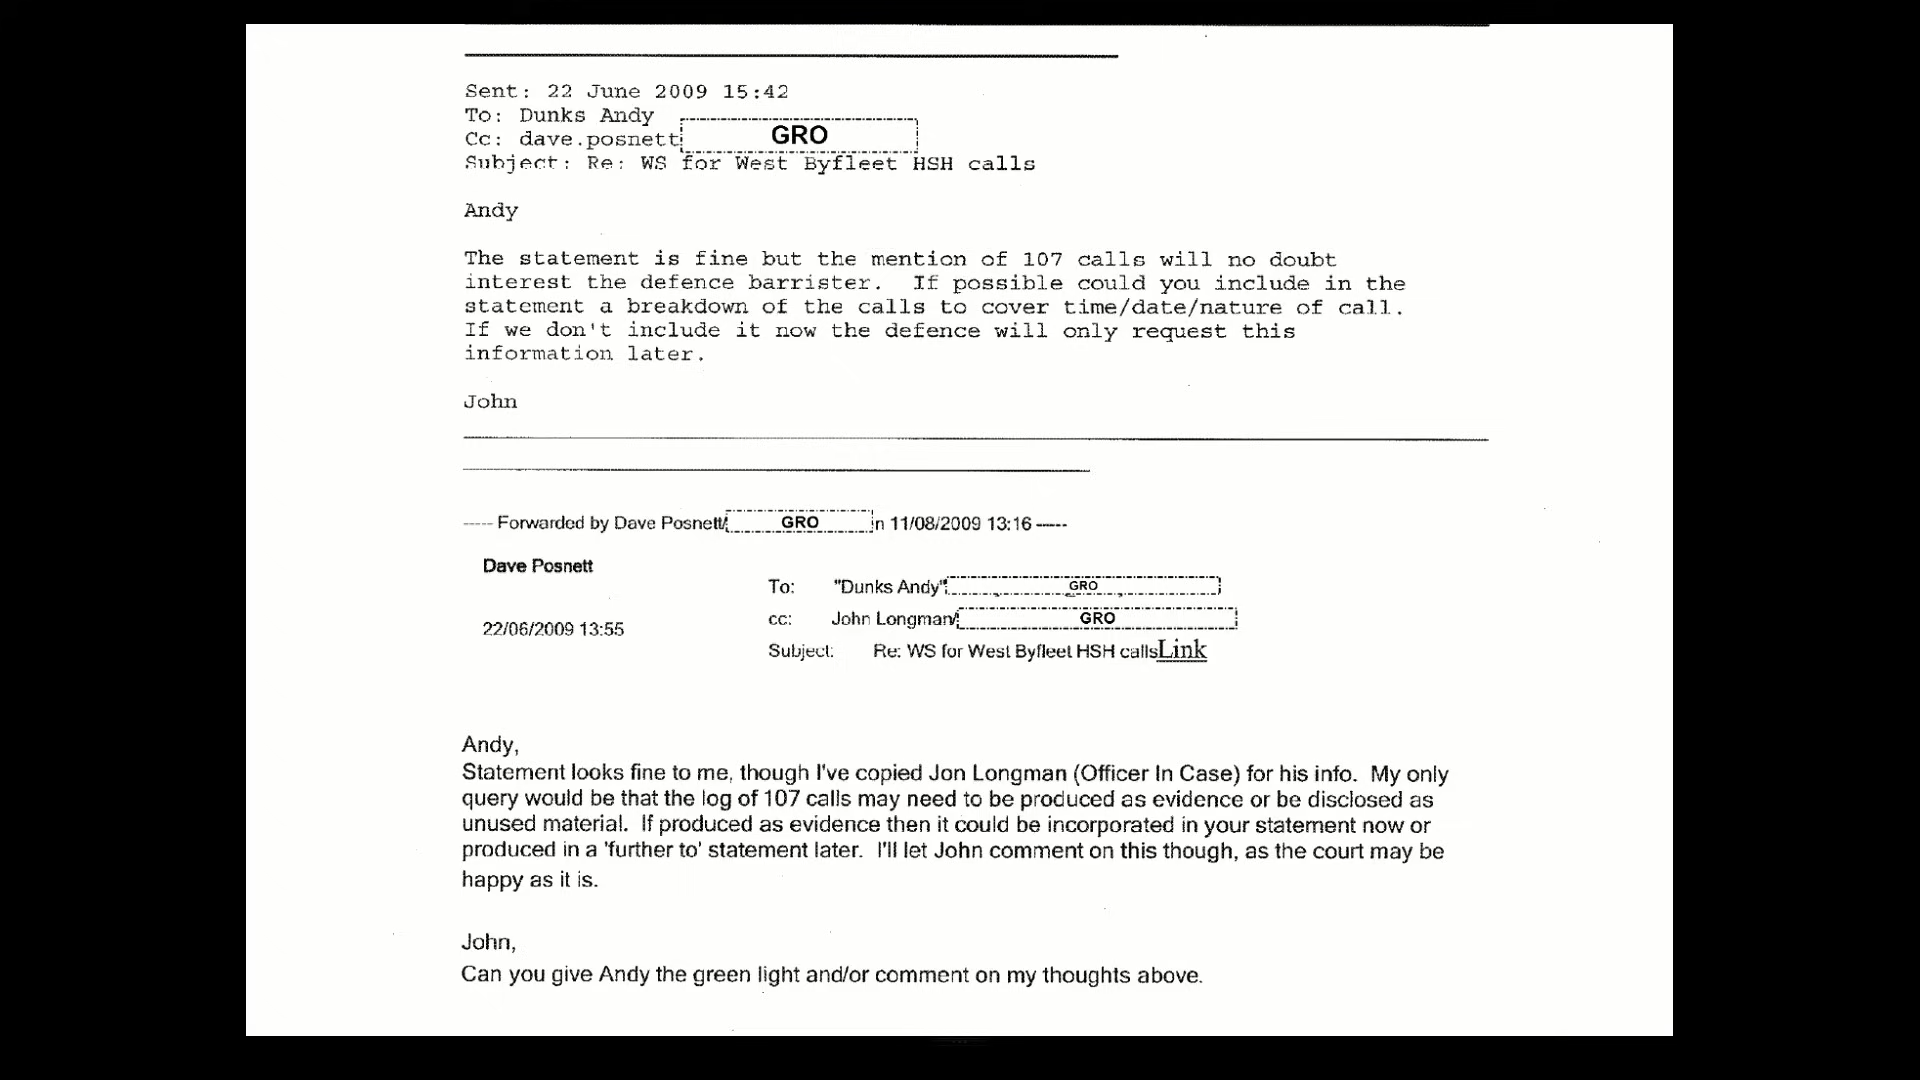 Sent: 22 June 2009 15:42
To: Dunks Andy
Cc: dave.posnett GRO
Subject: Re: WS for West Byfleet HSH calls
Andy
The statement is fine but the mention of 107 calls will no doubt
interest the defence barrister. If possible could you include in the
statement a breakdown of the calls to cover time/date/nature of call.
If we don't include it now the defence will only request this
information later.
John
----- Forwarded by Dave Posnett/ GRO n 11/08/2009 13:16 -----
Dave Posnett
To: "Dunks Andy" GRO
cc: John Longman/ GRO
22/06/2009 13:55
Subject: Re: WS for West Byfleet HSH callsLink
Andy,
Statement looks fine to me, though I've copied Jon Longman (Officer In Case) for his info. My only
query would be that the log of 107 calls may need to be produced as evidence or be disclosed as
unused material. If produced as evidence then it could be incorporated in your statement now or
produced in a 'further to' statement later. I'll let John comment on this though, as the court may be
happy as it is.
John,
Can you give Andy the green light and/or comment on my thoughts above.